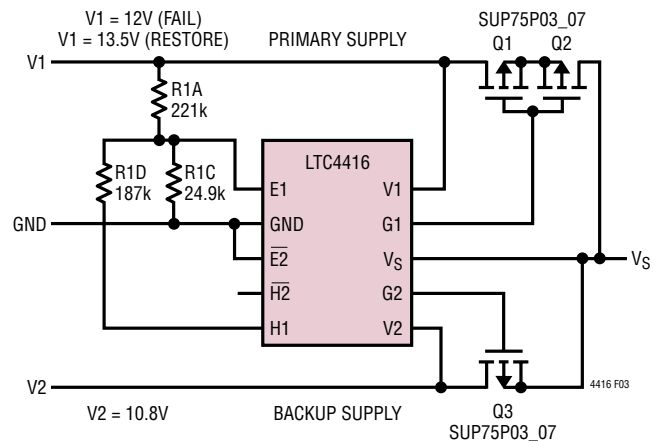 V1 = 12V (FAIL)
V1 = 13.5V (RESTORE)
PRIMARY SUPPLY
SUP75P03_07
Q1
Q2
V1
R1A
221k
R1D
187k
R1C
24.9k
LTC4416
E1
GND
E2
H2
H1
V1
G1
VS
G2
V2
GND
VS
V2
V2 = 10.8V
BACKUP SUPPLY
Q3
SUP75P03_07
4416 F03